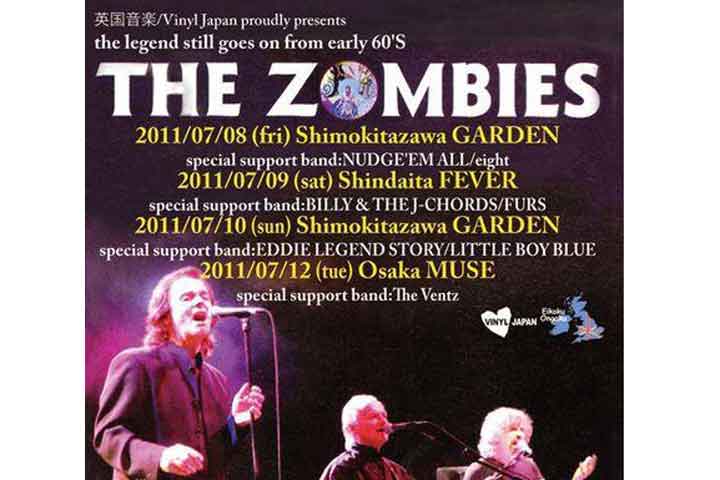 英国音楽/Vinyl Japan proudly presents
the legend still goes on from early 60'S
THE ZOMBIES
2011/07/08 (fri) Shimokitazawa GARDEN
special support band:NUDGE'EM ALL/eight
2011/07/09 (sat) Shindaita FEVER
special support band:BILLY & THE J-CHORDS/FURS
2011/07/10 (sun) Shimokitazawa GARDEN
special support band:EDDIE LEGEND STORY/LITTLE BOY BLUE
2011/07/12 (tue) Osaka MUSE
special support band:The Ventz
VINYL JAPAN
Eikoku
Ongaku